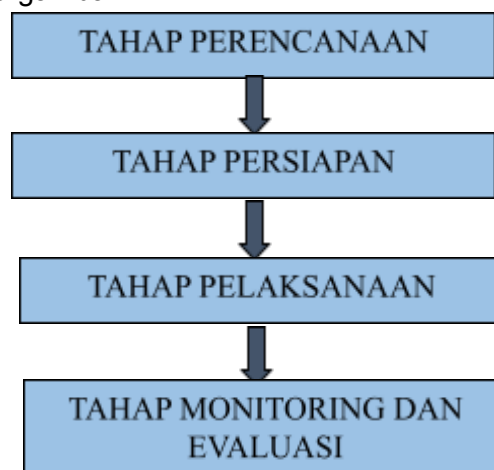 TAHAP PERENCANAAN
TAHAP PERSIAPAN
TAHAP PELAKSANAAN
TAHAP MONITORING DAN
EVALUASI